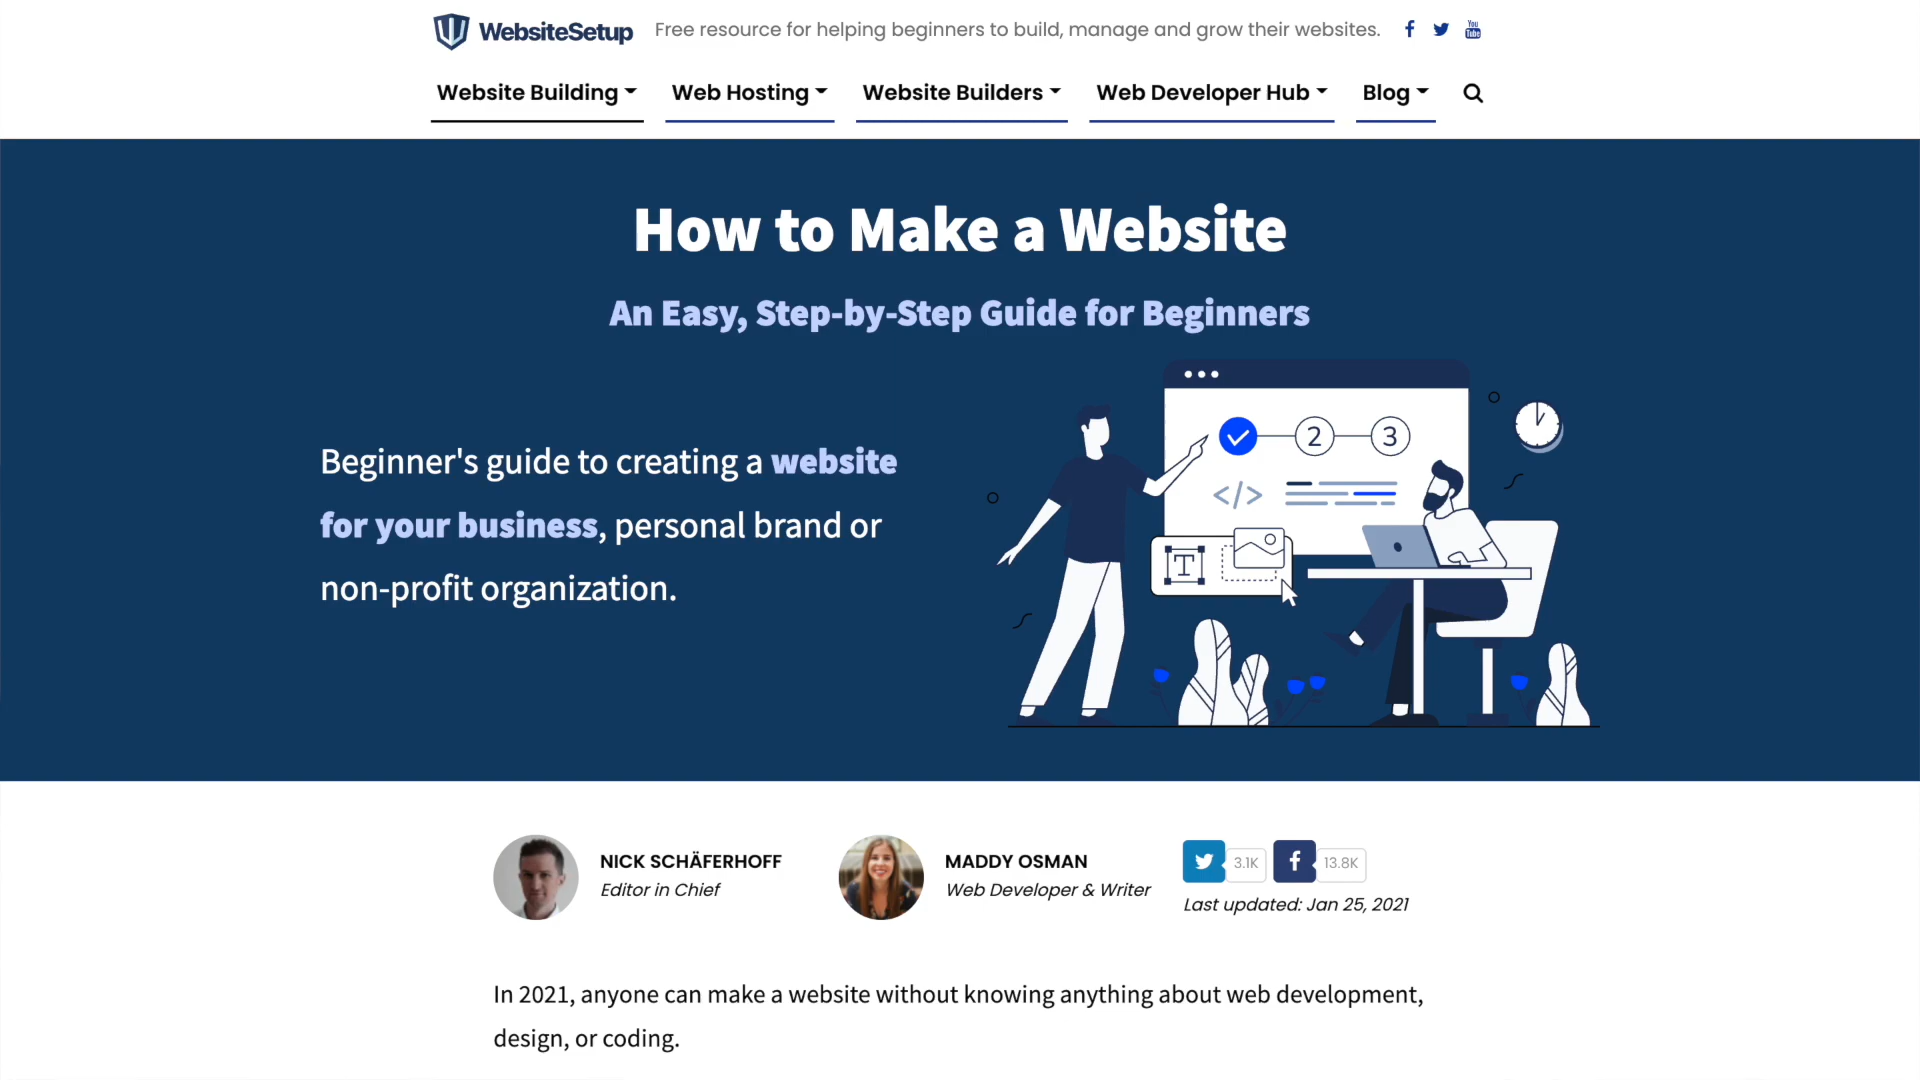 WebsiteSetup Free resource for helping beginners to build, manage and grow their websites. You Tube
Website Building Web Hosting Website Builders Web Developer Hub Blog
How to Make a Website
An Easy, Step-by-Step Guide for Beginners
2 3
</>
T
Beginner's guide to creating a website
for your business, personal brand or
non-profit organization.
NICK SCHÄFERHOFF
Editor in Chief
MADDY OSMAN
Web Developer & Writer
3.1K 13.8K
Last updated: Jan 25, 2021
In 2021, anyone can make a website without knowing anything about web development,
design, or coding.